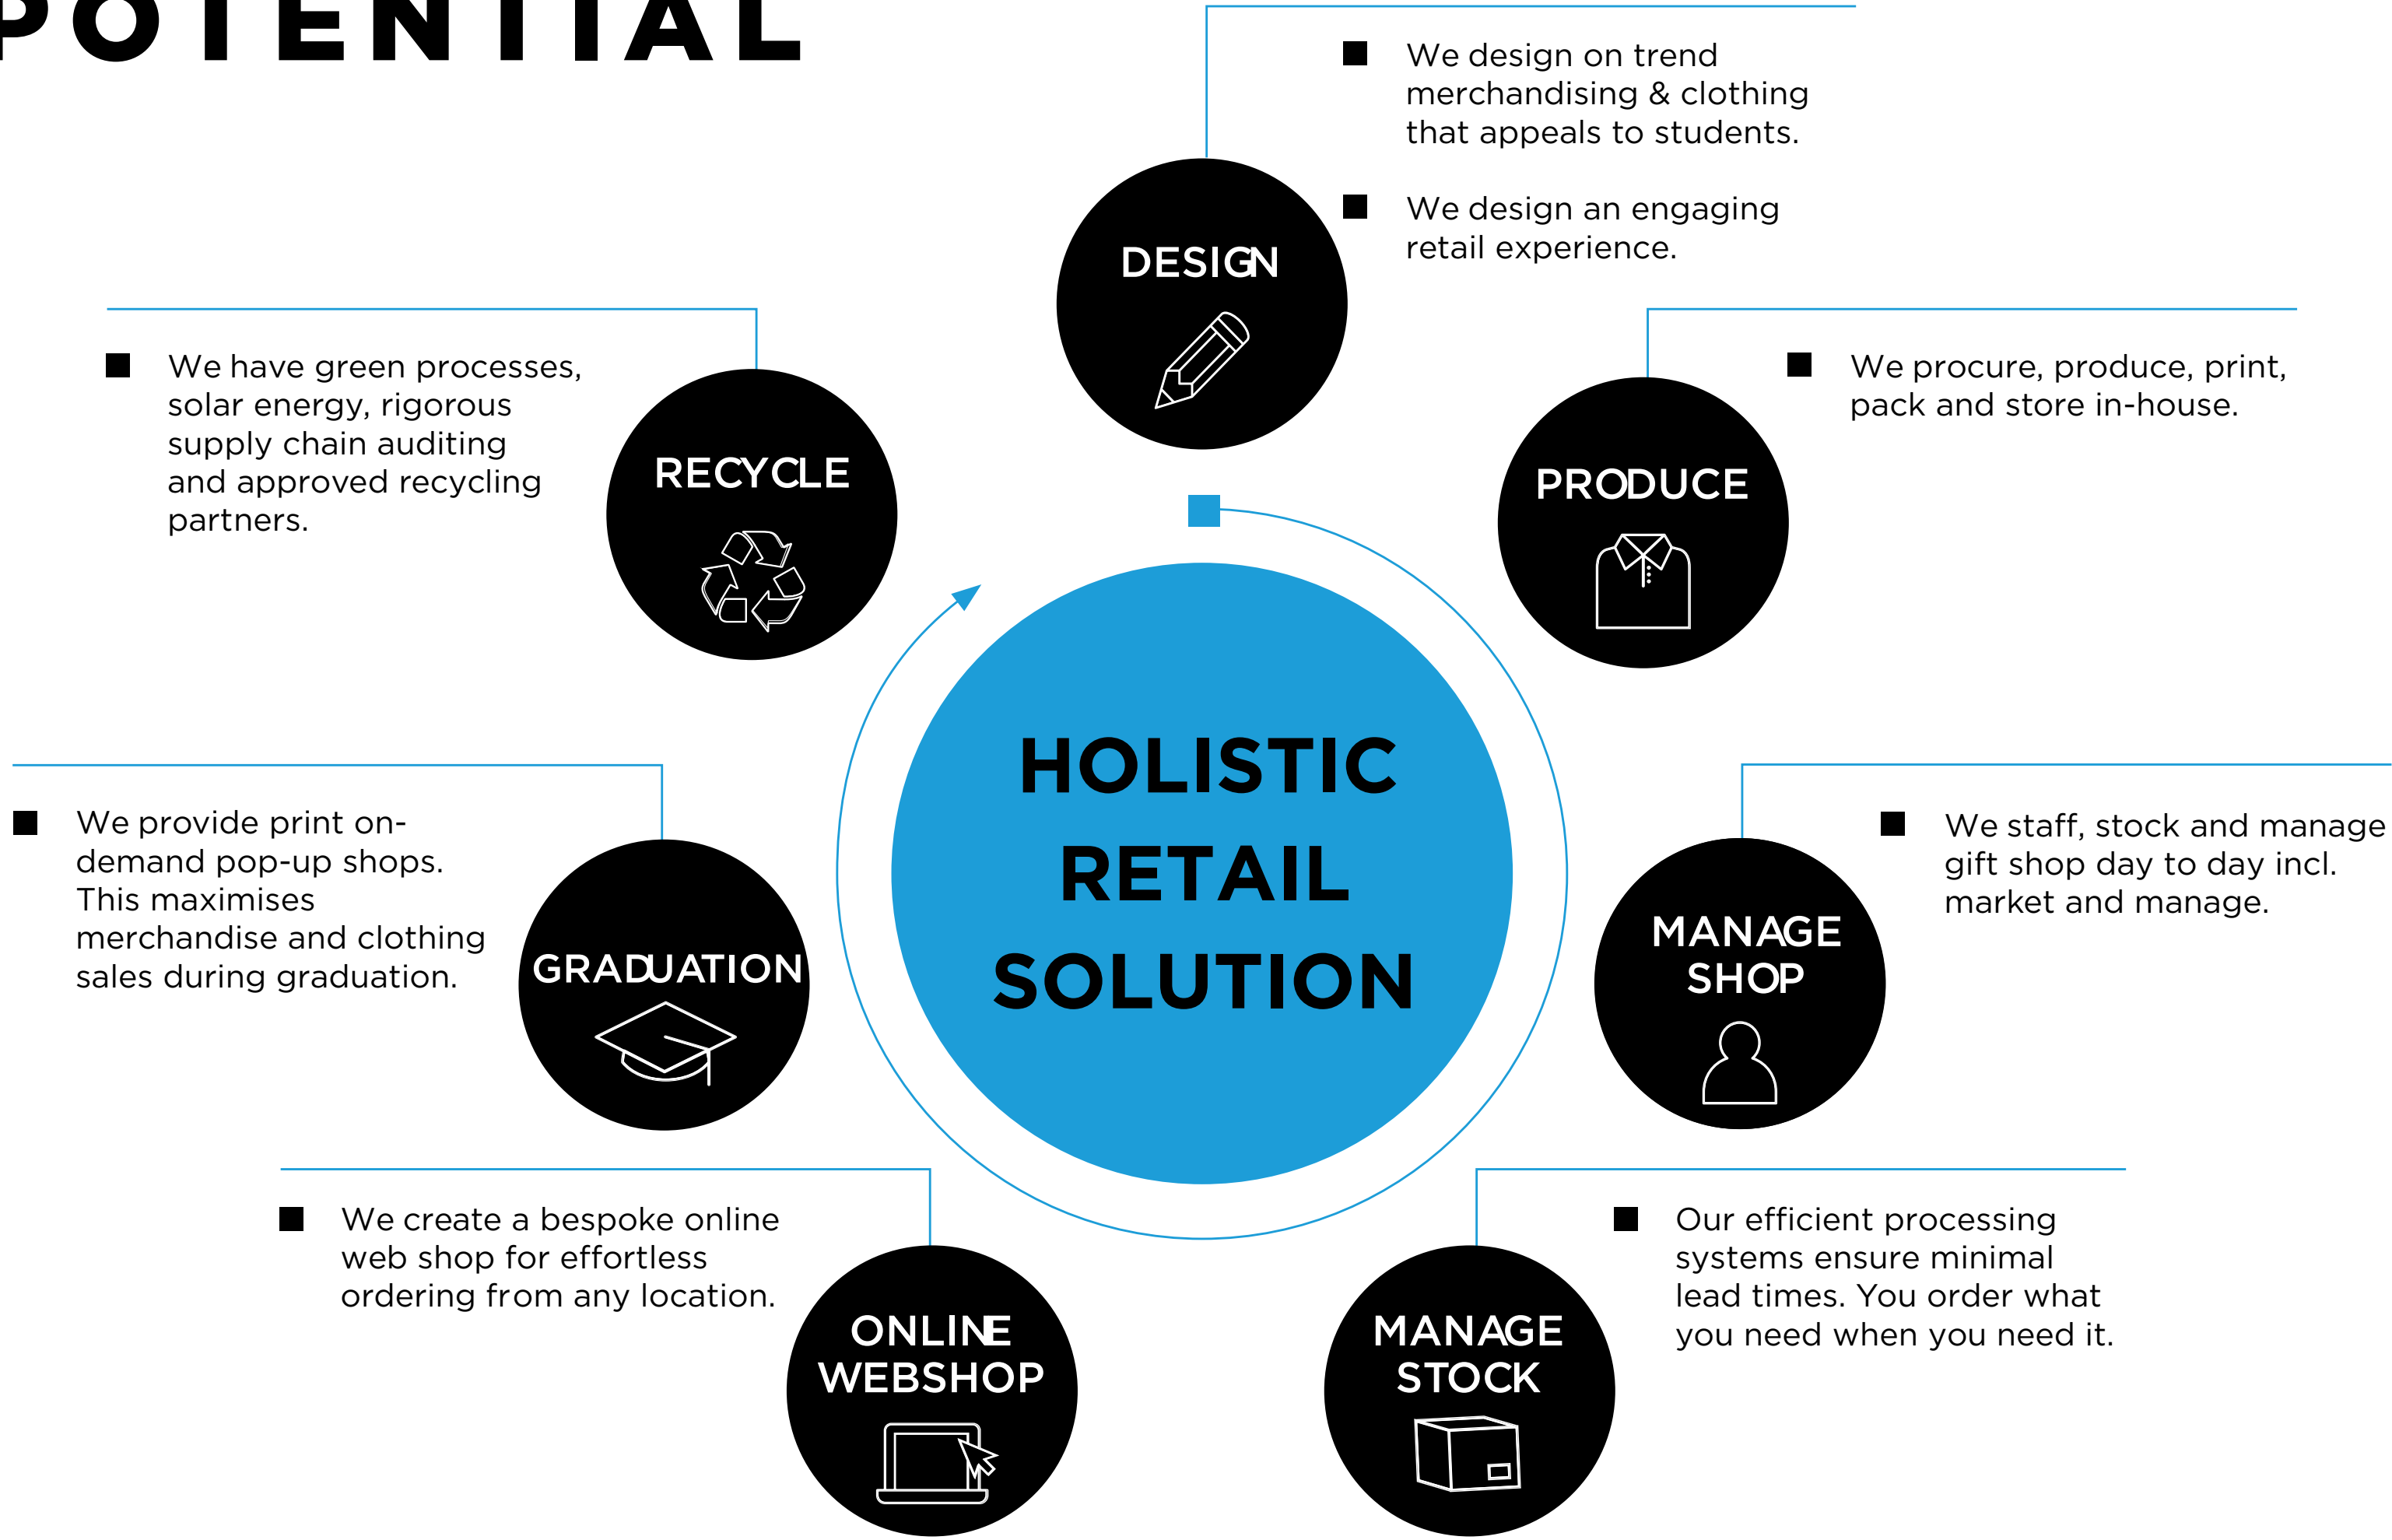 POTENTIAL
We design on trend
merchandising & clothing
that appeals to students.
We design an engaging
retail experience.
DESIGN
We procure, produce, print,
pack and store in-house.
PRODUCE
We staff, stock and manage
gift shop day to day incl.
market and manage.
MANAGE
SHOP
Our efficient processing
systems ensure minimal
lead times. You order what
you need when you need it.
MANAGE
STOCK
We create a bespoke online
web shop for effortless
ordering from any location.
ONLINE
WEBSHOP
We provide print on-
demand pop-up shops.
This maximises
merchandise and clothing
sales during graduation.
GRADUATION
We have green processes,
solar energy, rigorous
supply chain auditing
and approved recycling
partners.
RECYCLE
HOLISTIC
RETAIL
SOLUTION